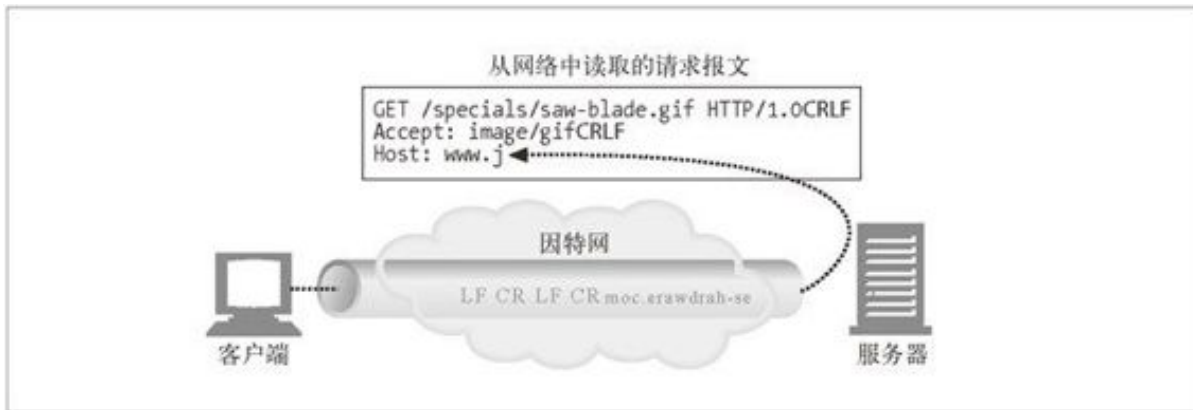 从网络中读取的请求报文
GET /specials/saw-blade.gif HTTP/1.0CRLF
Accept: image/gifCRLF
Host: www.j
因特网
LF CR LF CR moc.erawdrah-se
客户端
服务器